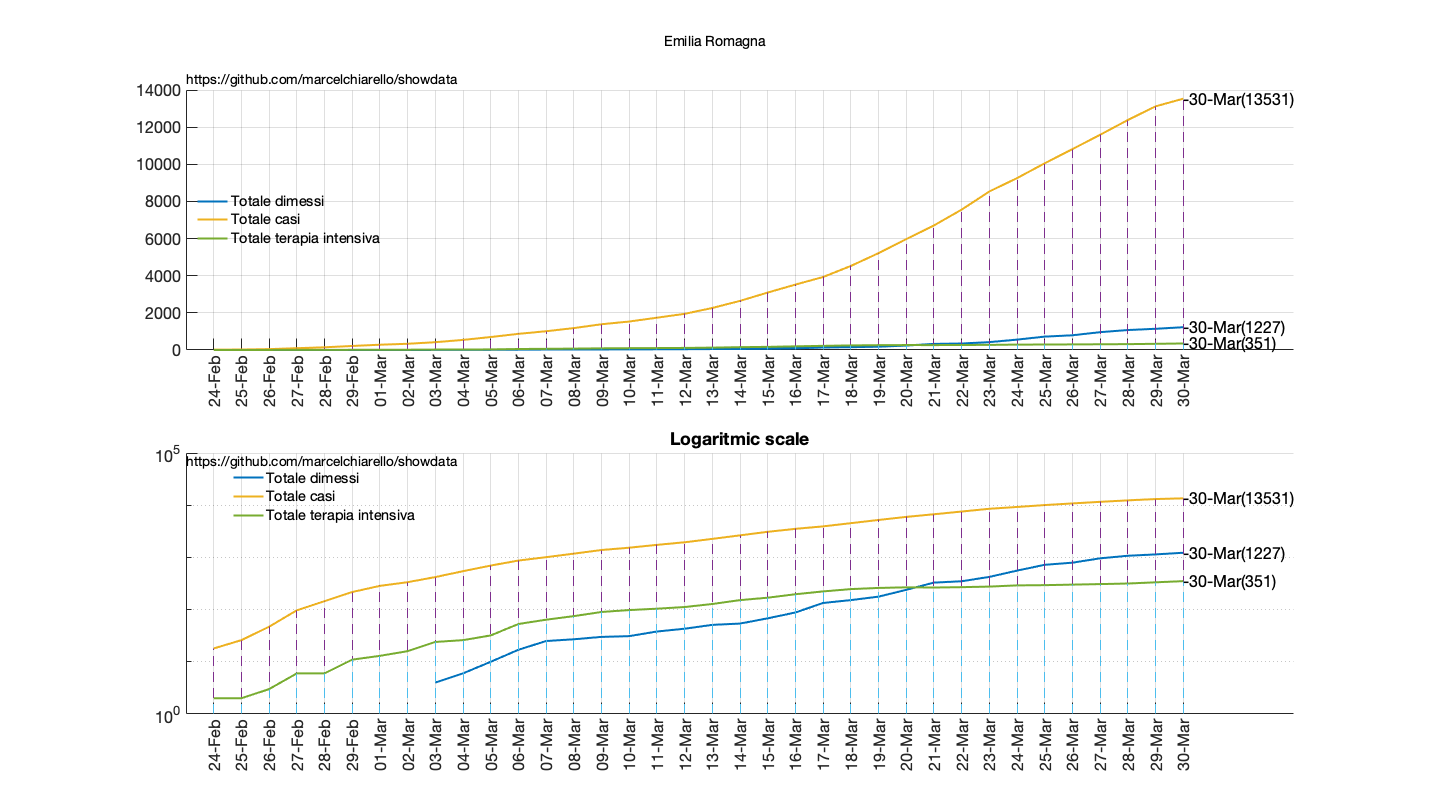 Emilia Romagna
https://github.com/marcelchiarello/showdata
14000
12000
10000
8000
6000
4000
2000
0
Totale dimessi
Totale casi
Totale terapia intensiva
-30-Mar(13531)
-30-Mar(1227)
-30-Mar(351)
24-Feb
25-Feb
26-Feb
27-Feb
28-Feb
29-Feb
01-Mar
02-Mar
03-Mar
04-Mar
05-Mar
06-Mar
07-Mar
08-Mar
09-Mar
10-Mar
11-Mar
12-Mar
13-Mar
14-Mar
15-Mar
16-Mar
17-Mar
18-Mar
19-Mar
20-Mar
21-Mar
22-Mar
23-Mar
24-Mar
25-Mar
26-Mar
27-Mar
28-Mar
29-Mar
30-Mar
Logaritmic scale
10^5
https://github.com/marcelchiarello/showdata
Totale dimessi
Totale casi
Totale terapia intensiva
-30-Mar(13531)
-30-Mar(1227)
-30-Mar(351)
10^0
24-Feb
25-Feb
26-Feb
27-Feb
28-Feb
29-Feb
01-Mar
02-Mar
03-Mar
04-Mar
05-Mar
06-Mar
07-Mar
08-Mar
09-Mar
10-Mar
11-Mar
12-Mar
13-Mar
14-Mar
15-Mar
16-Mar
17-Mar
18-Mar
19-Mar
20-Mar
21-Mar
22-Mar
23-Mar
24-Mar
25-Mar
26-Mar
27-Mar
28-Mar
29-Mar
30-Mar